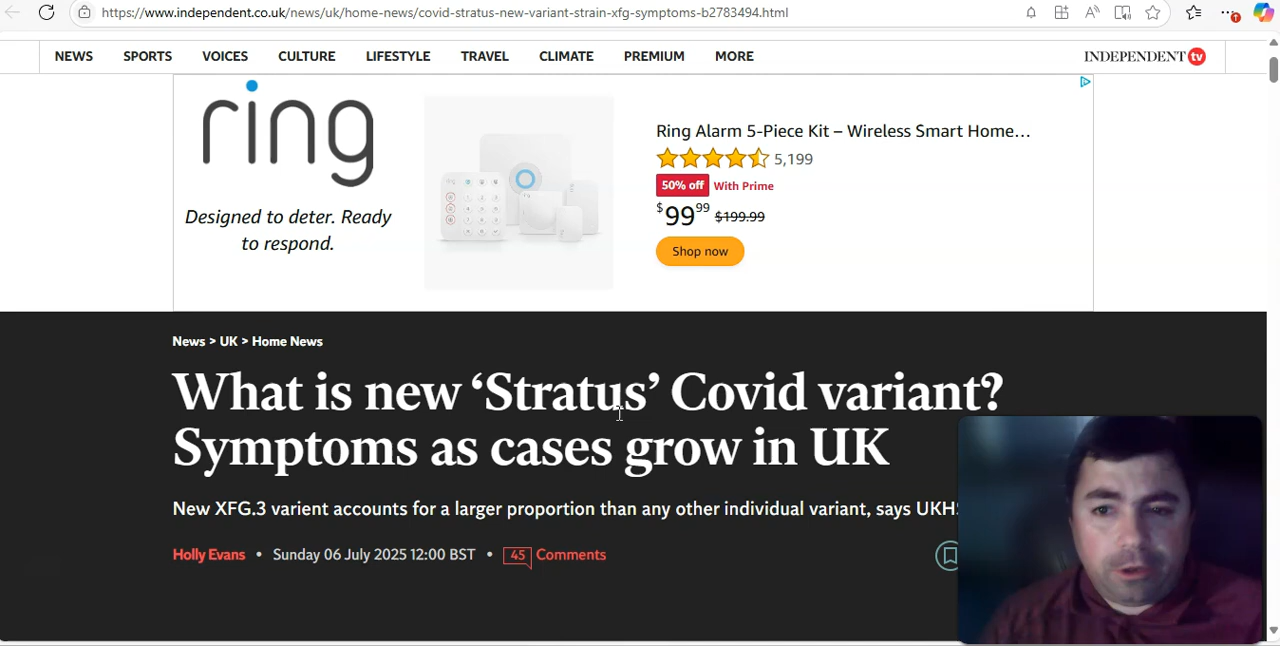 https://www.independent.co.uk/news/uk/home-news/covid-stratus-new-variant-strain-xfg-symptoms-b2783494.html
NEWS SPORTS VOICES CULTURE LIFESTYLE TRAVEL CLIMATE PREMIUM MORE INDEPENDENT tv
ring
Designed to deter. Ready
to respond.
Ring Alarm 5-Piece Kit – Wireless Smart Home…
5,199
50% off With Prime
$99.99 $199.99
Shop now
News > UK > Home News
What is new ‘Stratus’ Covid variant?
Symptoms as cases grow in UK
New XFG.3 varient accounts for a larger proportion than any other individual variant, says UKH
Holly Evans • Sunday 06 July 2025 12:00 BST • 45 Comments